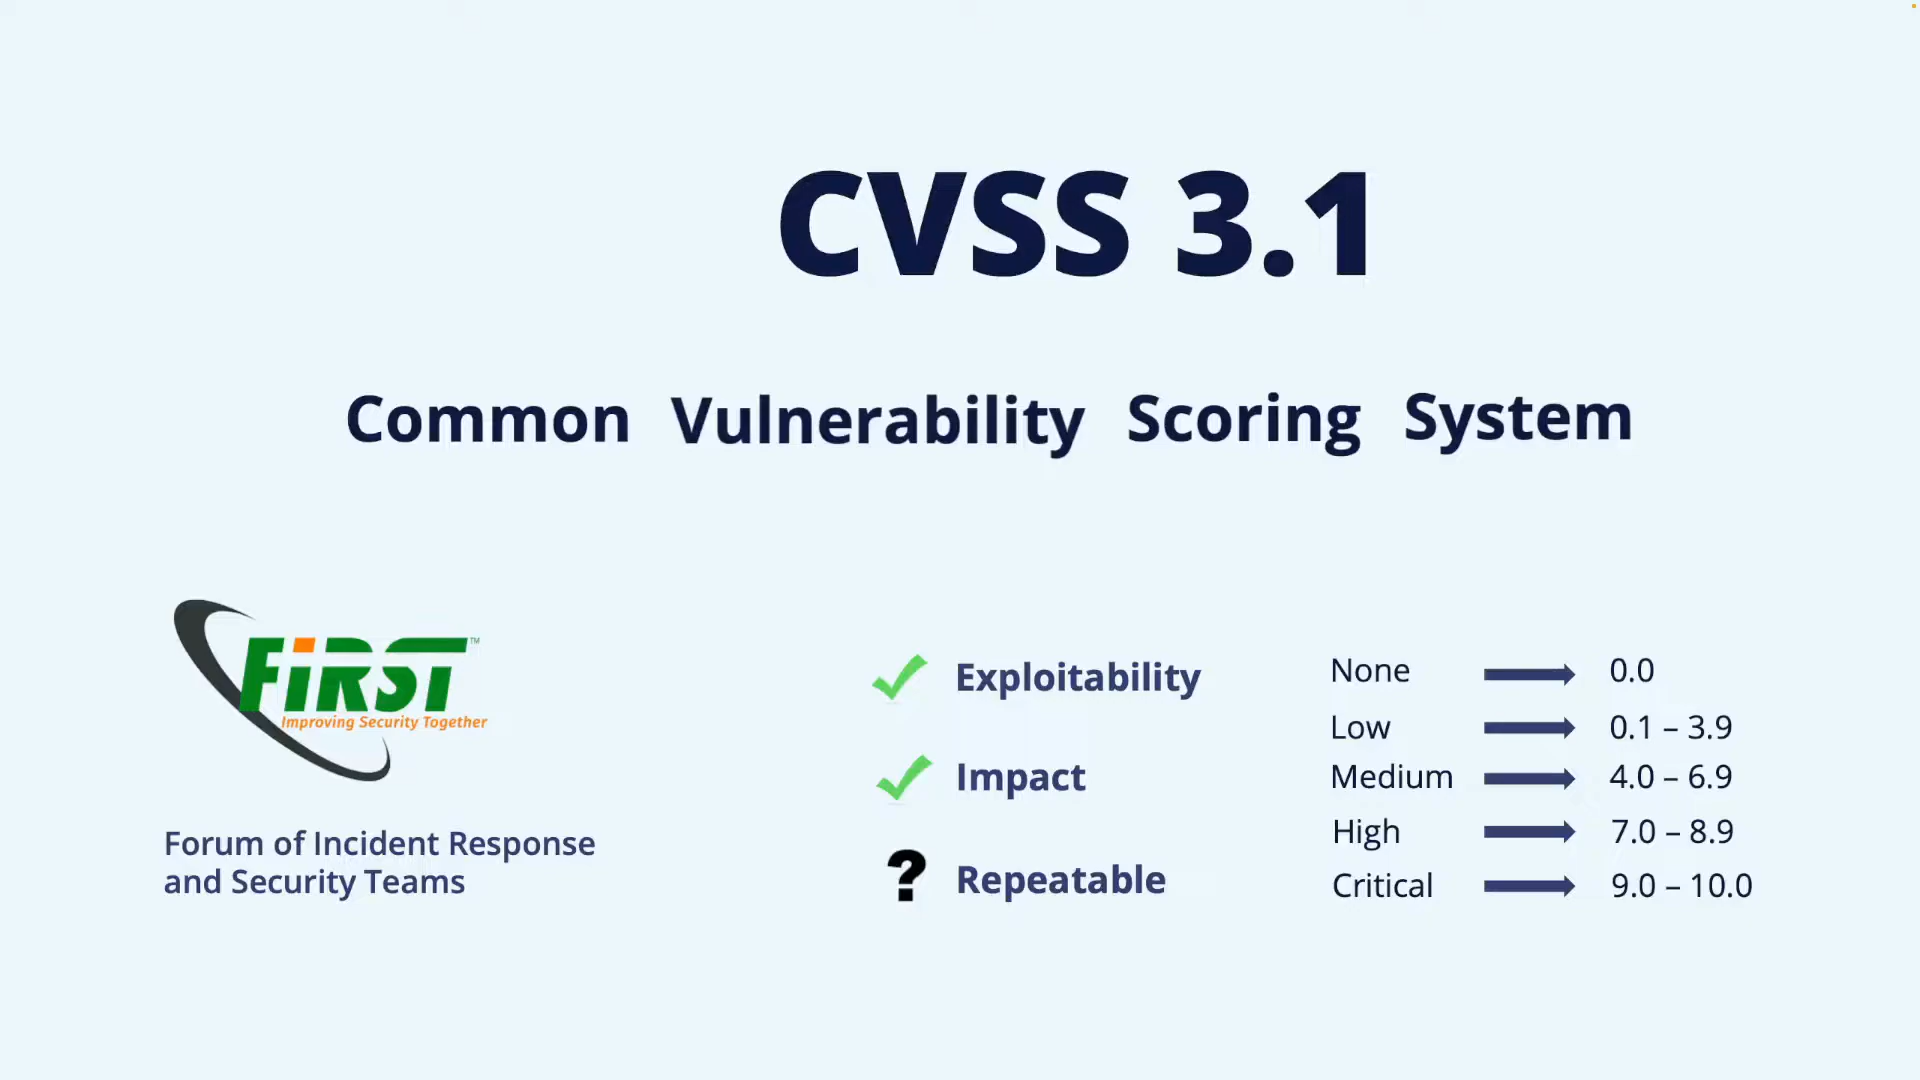 CVSS 3.1
Common Vulnerability Scoring System
FiRST™
Improving Security Together
Forum of Incident Response
and Security Teams
Exploitability
Impact
? Repeatable
None 0.0
Low 0.1 – 3.9
Medium 4.0 – 6.9
High 7.0 – 8.9
Critical 9.0 – 10.0